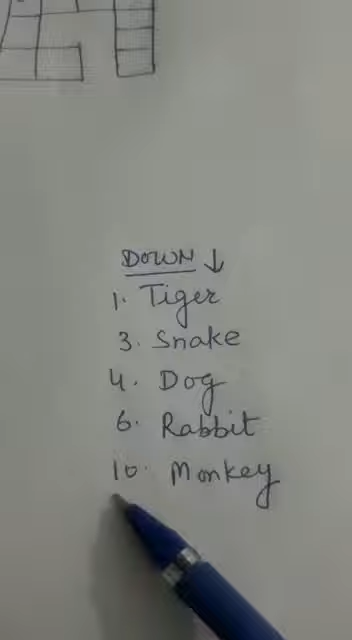 DOWN ↓
1. Tiger
3. Snake
4. Dog
6. Rabbit
10. Monkey